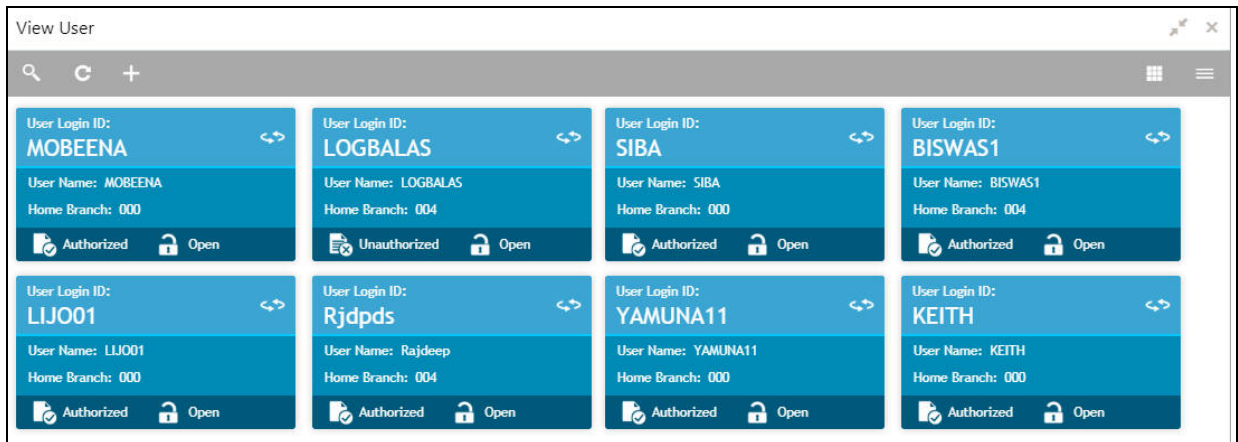 View User
User Login ID:
MOBEENA
User Name: MOBEENA
Home Branch: 000
Authorized Open
User Login ID:
LOGBALAS
User Name: LOGBALAS
Home Branch: 004
Unauthorized Open
User Login ID:
SIBA
User Name: SIBA
Home Branch: 000
Authorized Open
User Login ID:
BISWAS1
User Name: BISWAS1
Home Branch: 004
Authorized Open
User Login ID:
LIJO01
User Name: LIJO01
Home Branch: 000
Authorized Open
User Login ID:
Rjdpds
User Name: Rajdeep
Home Branch: 004
Authorized Open
User Login ID:
YAMUNA11
User Name: YAMUNA11
Home Branch: 000
Authorized Open
User Login ID:
KEITH
User Name: KEITH
Home Branch: 000
Authorized Open